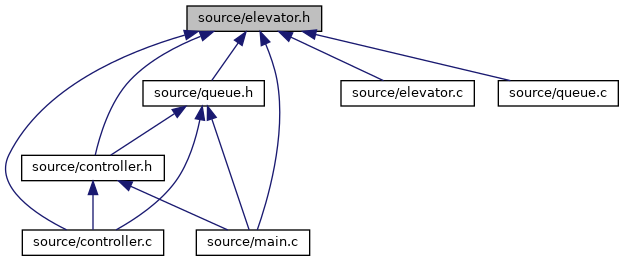 source/elevator.h
source/queue.h
source/elevator.c
source/queue.c
source/controller.h
source/controller.c
source/main.c